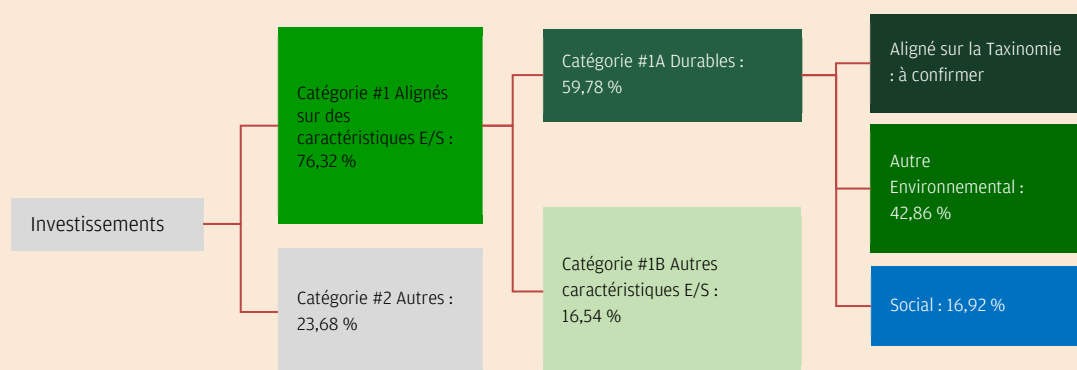 Investissements
Catégorie #1 Alignés
sur des
caractéristiques E/S :
76,32 %
Catégorie #2 Autres :
23,68 %
Catégorie #1A Durables :
59,78 %
Catégorie #1B Autres
caractéristiques E/S :
16,54 %
Aligné sur la Taxinomie
: à confirmer
Autre
Environnemental :
42,86 %
Social : 16,92 %